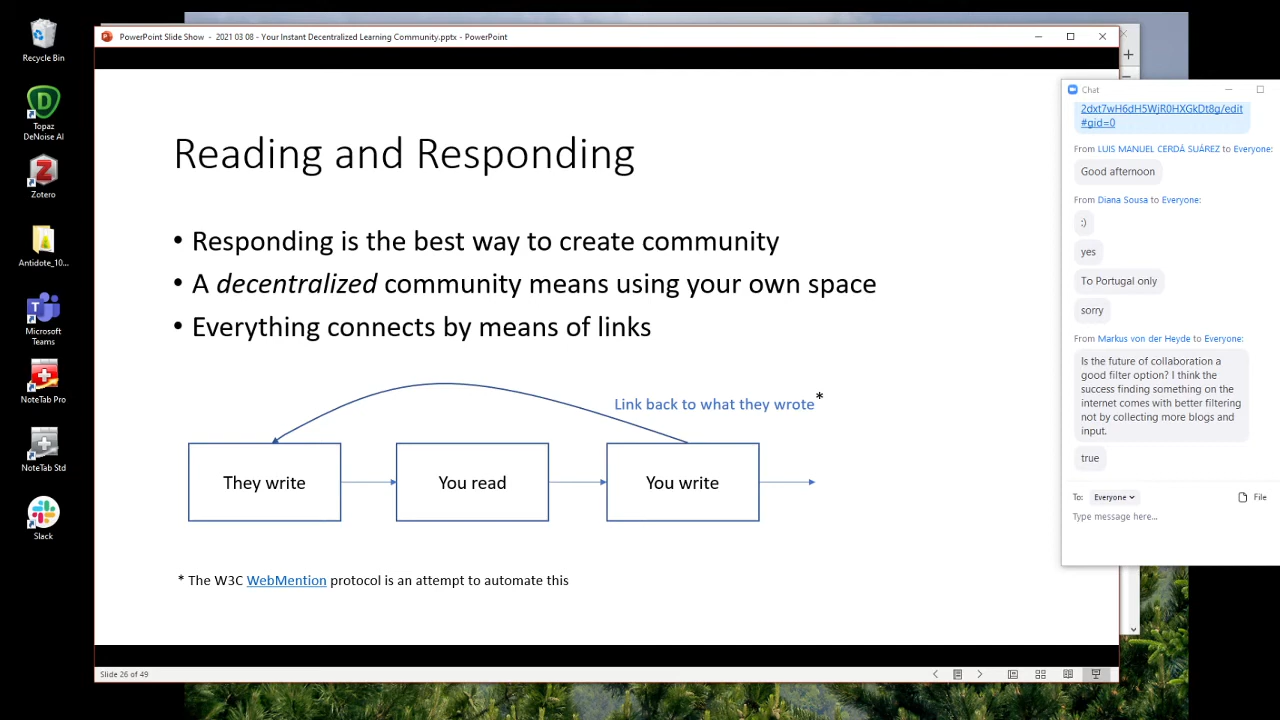 Recycle Bin
Topaz
DeNoise AI
Zotero
Antidote_10...
Microsoft
Teams
NoteTab Pro
NoteTab Std
Slack
PowerPoint Slide Show - 2021 03 08 - Your Instant Decentralized Learning Community.pptx - PowerPoint
Reading and Responding
• Responding is the best way to create community
• A decentralized community means using your own space
• Everything connects by means of links
Link back to what they wrote*
They write
You read
You write
* The W3C WebMention protocol is an attempt to automate this
Slide 26 of 49
Chat
2dxt7wH6dH5WjR0HXGkDt8g/edit
#gid=0
From LUIS MANUEL CERDÁ SUÁREZ to Everyone:
Good afternoon
From Diana Sousa to Everyone:
;)
yes
To Portugal only
sorry
From Markus von der Heyde to Everyone:
Is the future of collaboration a
good filter option? I think the
success finding something on the
internet comes with better filtering
not by collecting more blogs and
input.
true
To: Everyone File
Type message here...